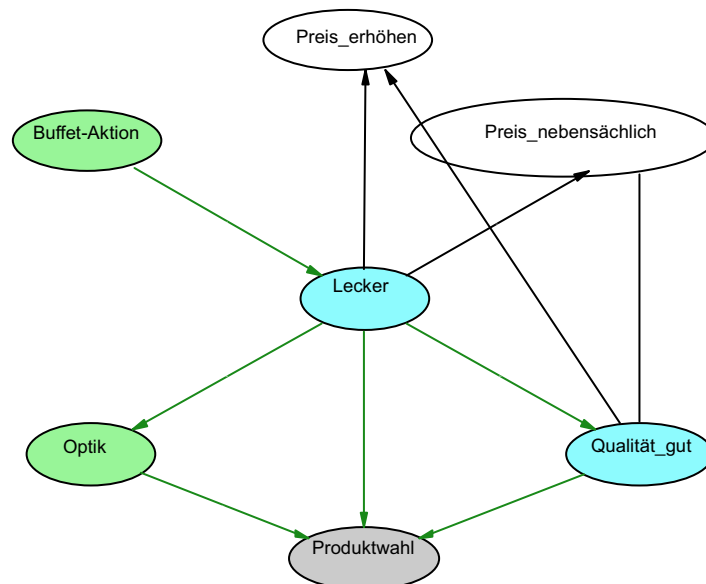 Preis_erhöhen
Buffet-Aktion
Preis_nebensächlich
Lecker
Optik
Qualität_gut
Produktwahl